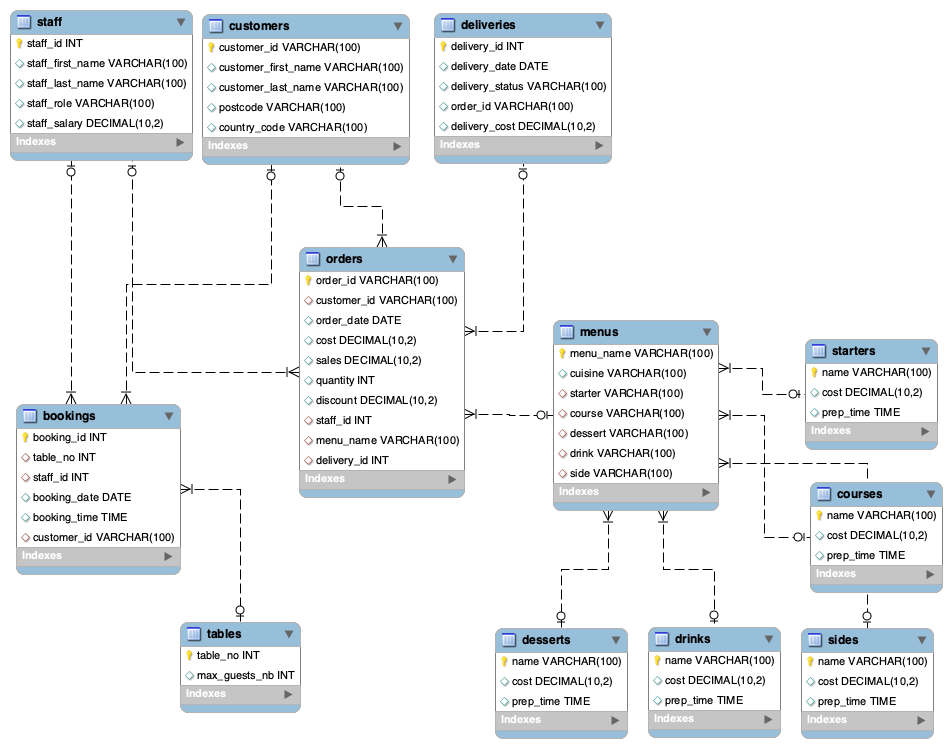 staff
staff_id INT
staff_first_name VARCHAR(100)
staff_last_name VARCHAR(100)
staff_role VARCHAR(100)
staff_salary DECIMAL(10,2)
Indexes
customers
customer_id VARCHAR(100)
customer_first_name VARCHAR(100)
customer_last_name VARCHAR(100)
postcode VARCHAR(100)
country_code VARCHAR(100)
Indexes
deliveries
delivery_id INT
delivery_date DATE
delivery_status VARCHAR(100)
order_id VARCHAR(100)
delivery_cost DECIMAL(10,2)
Indexes
orders
order_id VARCHAR(100)
customer_id VARCHAR(100)
order_date DATE
cost DECIMAL(10,2)
sales DECIMAL(10,2)
quantity INT
discount DECIMAL(10,2)
staff_id INT
menu_name VARCHAR(100)
delivery_id INT
Indexes
menus
menu_name VARCHAR(100)
cuisine VARCHAR(100)
starter VARCHAR(100)
course VARCHAR(100)
dessert VARCHAR(100)
drink VARCHAR(100)
side VARCHAR(100)
Indexes
starters
name VARCHAR(100)
cost DECIMAL(10,2)
prep_time TIME
Indexes
bookings
booking_id INT
table_no INT
staff_id INT
booking_date DATE
booking_time TIME
customer_id VARCHAR(100)
Indexes
courses
name VARCHAR(100)
cost DECIMAL(10,2)
prep_time TIME
Indexes
tables
table_no INT
max_guests_nb INT
Indexes
desserts
name VARCHAR(100)
cost DECIMAL(10,2)
prep_time TIME
Indexes
drinks
name VARCHAR(100)
cost DECIMAL(10,2)
prep_time TIME
Indexes
sides
name VARCHAR(100)
cost DECIMAL(10,2)
prep_time TIME
Indexes